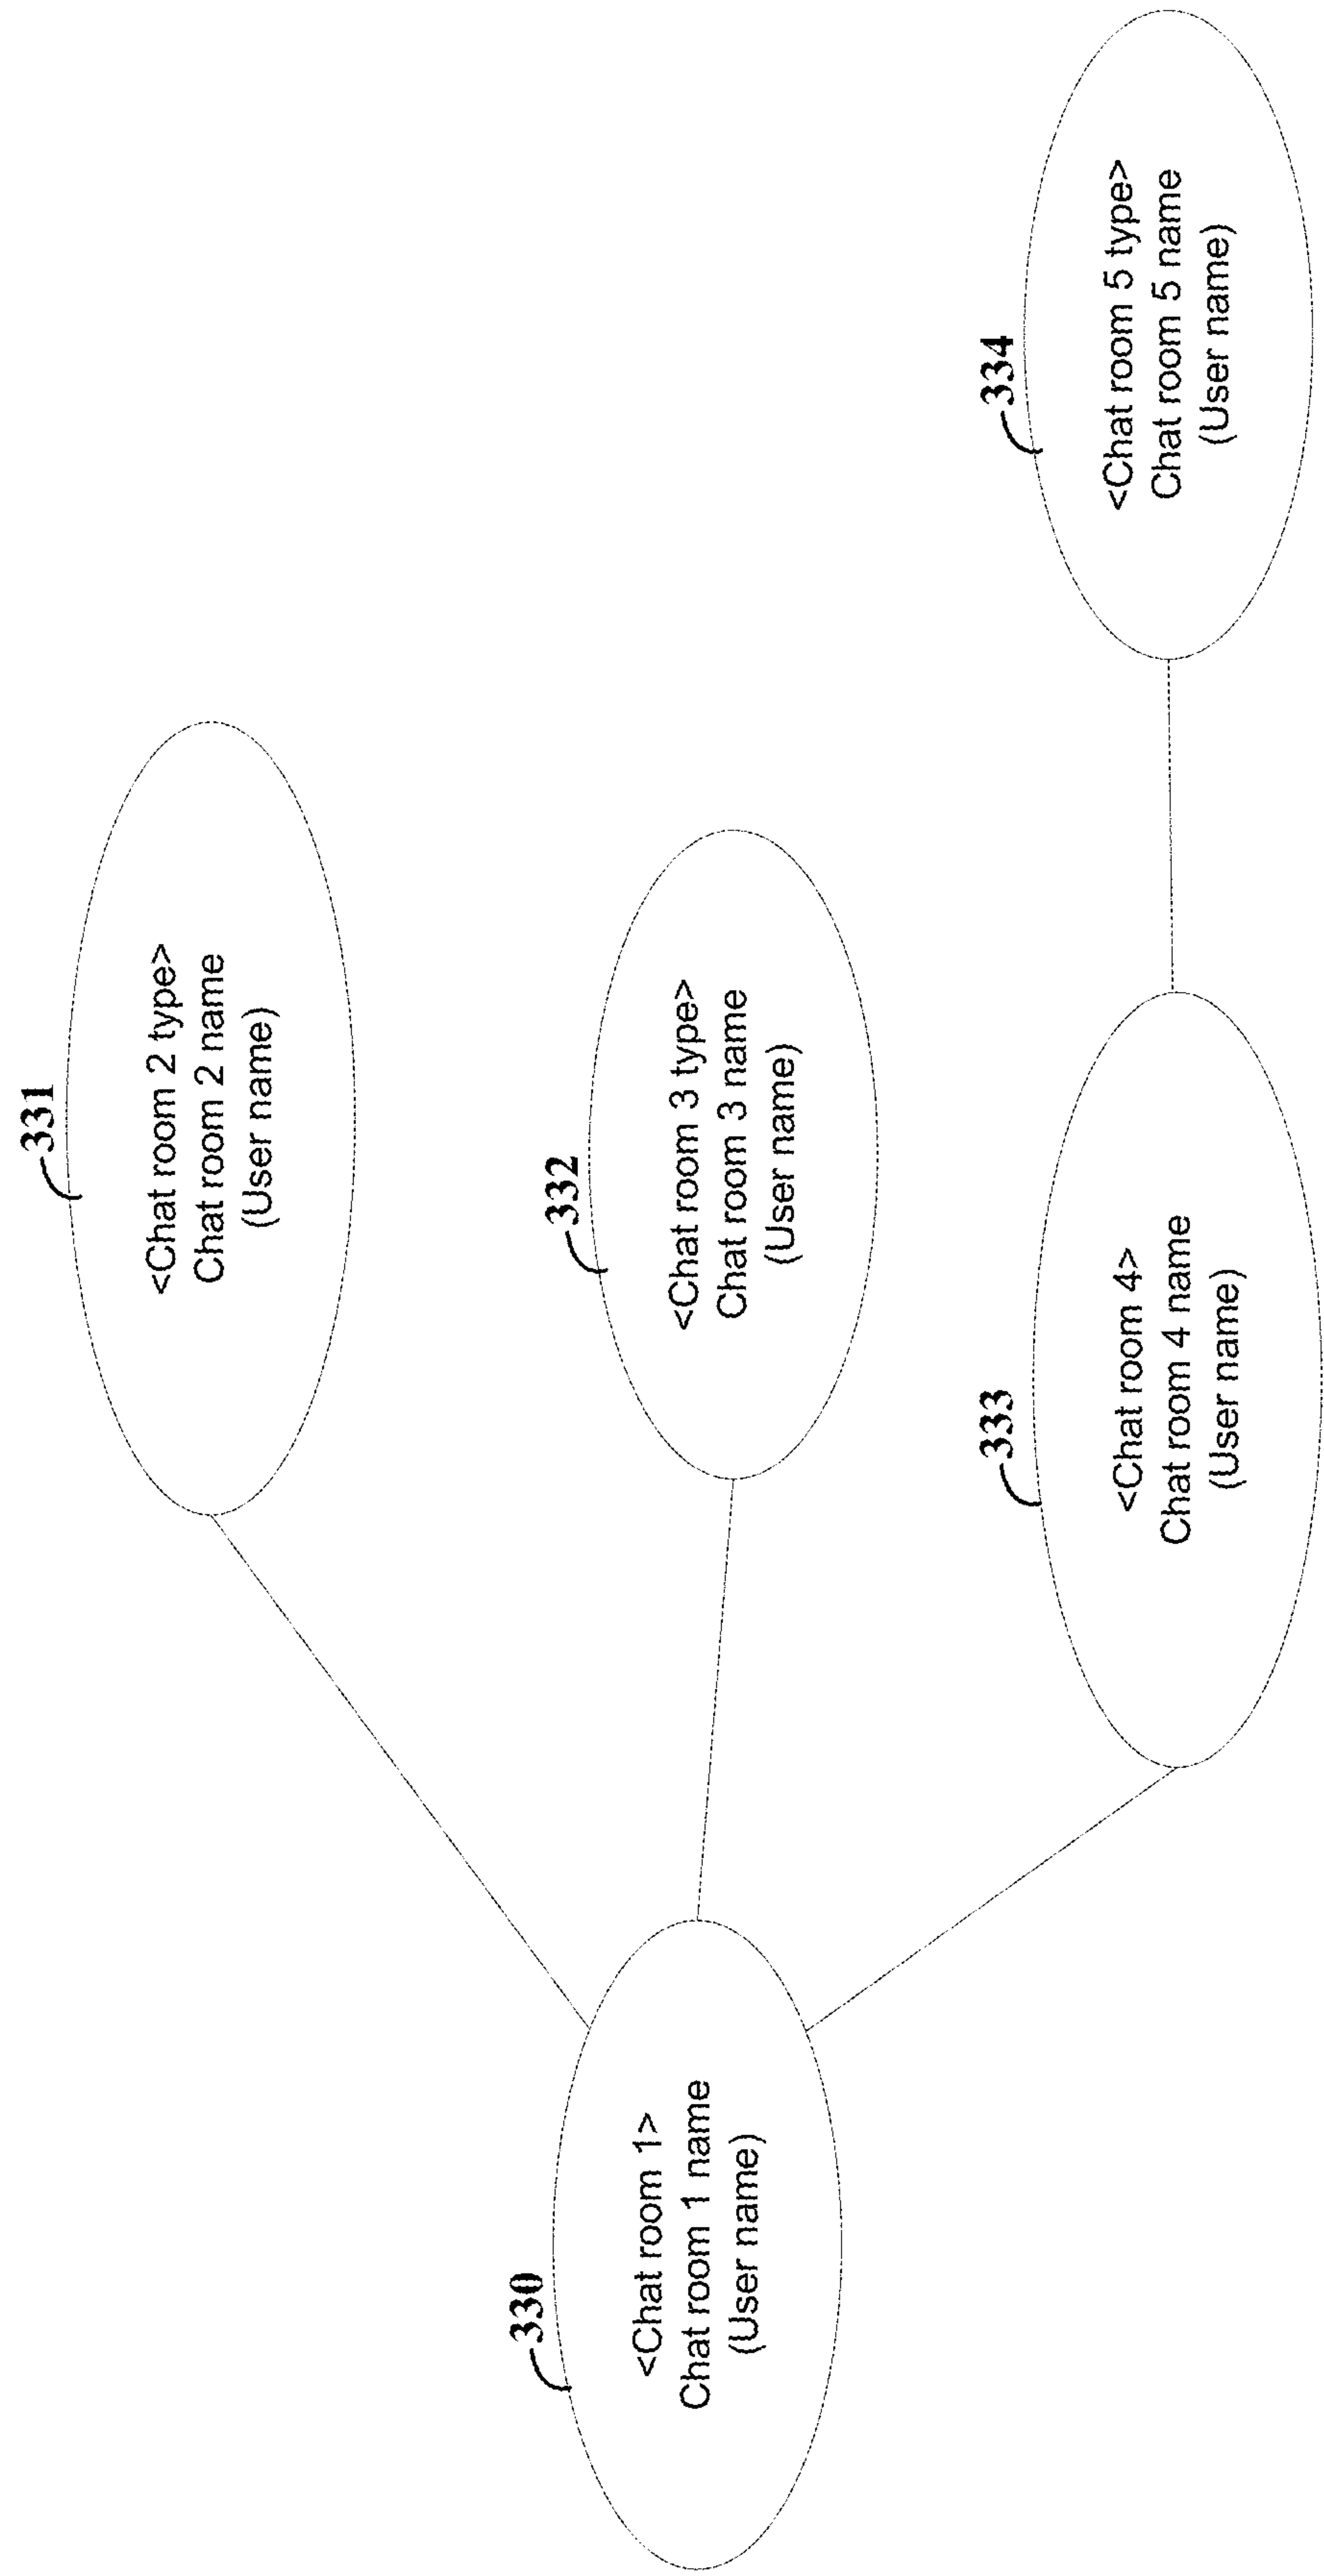 331
<Chat room 2 type>
Chat room 2 name
(User name)
330
<Chat room 1>
Chat room 1 name
(User name)
332
<Chat room 3 type>
Chat room 3 name
(User name)
333
<Chat room 4>
Chat room 4 name
(User name)
334
<Chat room 5 type>
Chat room 5 name
(User name)